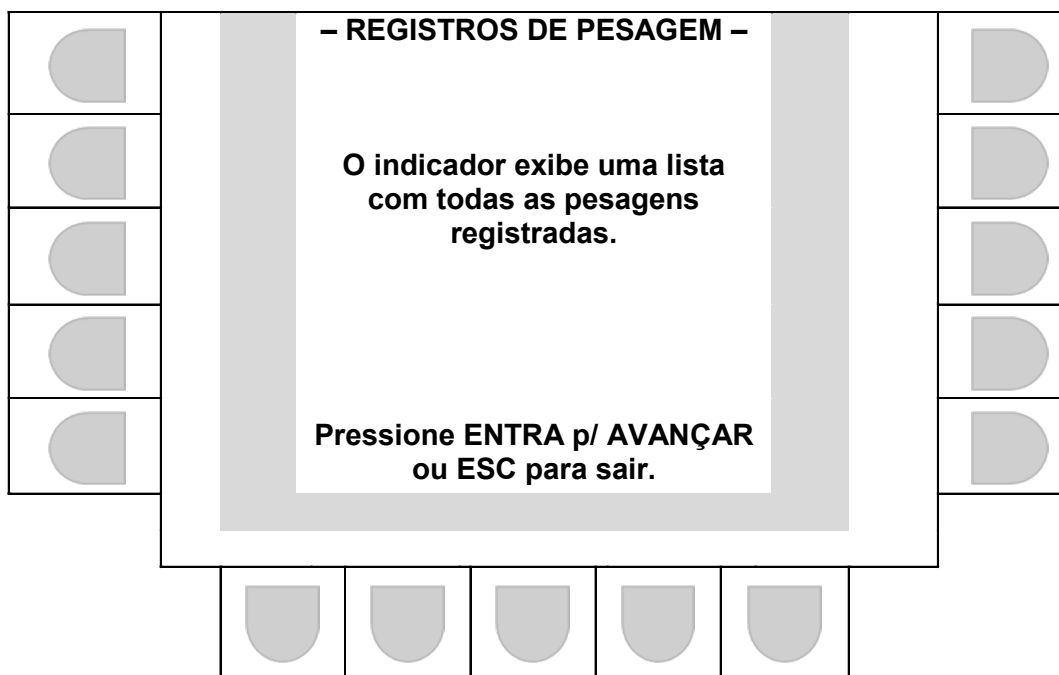 – REGISTROS DE PESAGEM –
O indicador exibe uma lista
com todas as pesagens
registradas.
Pressione ENTRA p/ AVANÇAR
ou ESC para sair.